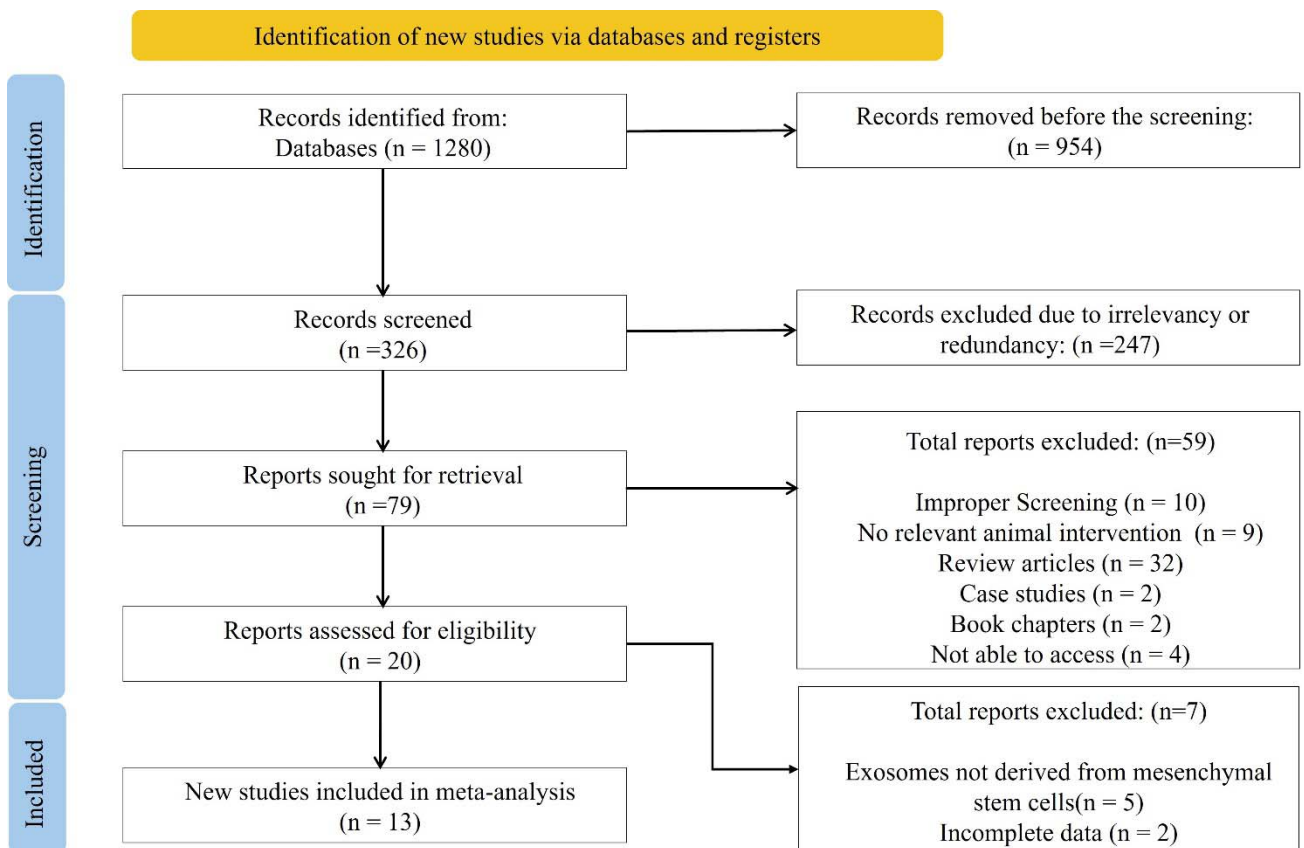 Identification of new studies via databases and registers
Identification
Records identified from:
Databases (n = 1280)
Records removed before the screening:
(n = 954)
Screening
Records screened
(n =326)
Records excluded due to irrelevancy or
redundancy: (n =247)
Reports sought for retrieval
(n =79)
Total reports excluded: (n=59)
Improper Screening (n = 10)
No relevant animal intervention  (n = 9)
Review articles (n = 32)
Case studies (n = 2)
Book chapters (n = 2)
Not able to access (n = 4)
Reports assessed for eligibility
(n = 20)
Total reports excluded: (n=7)
Exosomes not derived from mesenchymal
stem cells(n = 5)
Incomplete data (n = 2)
Included
New studies included in meta-analysis
(n = 13)